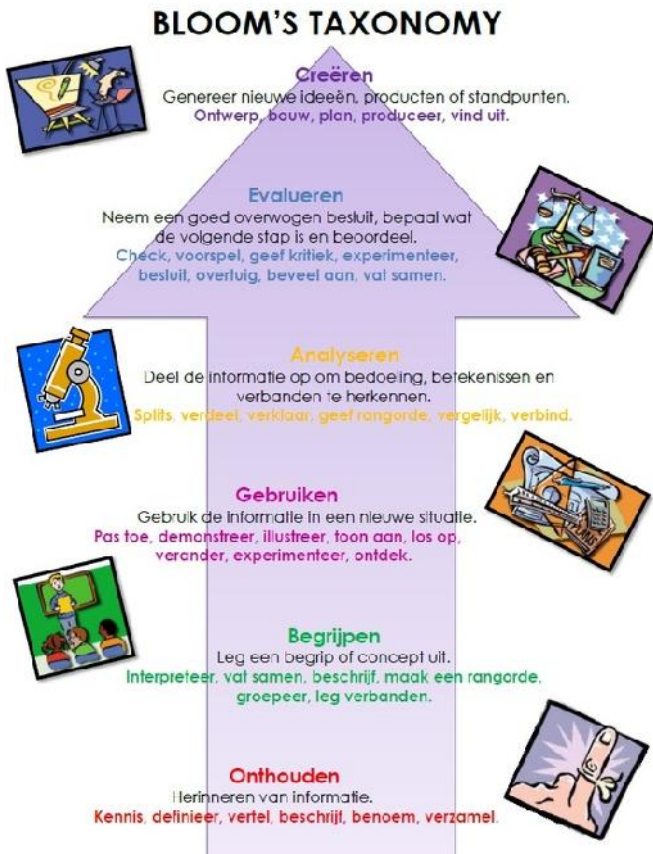 BLOOM'S TAXONOMY
Creëren
Genereer nieuwe ideeën, producten of standpunten.
Ontwerp, bouw, plan, produceer, vind uit.
Evalueren
Neem een goed overwogen besluit, bepaal wat
de volgende stap is en beoordeel.
Check, voorspel, geef kritiek, experimenteer,
besluit, overtuig, beveel aan, vat samen.
Analyseren
Deel de informatie op om bedoeling, betekenissen en
verbanden te herkennen.
Splits, verdeel, verklaar, geef rangorde, vergelijk, verbind.
Gebruiken
Gebruik de informatie in een nieuwe situatie.
Pas toe, demonstreer, illustreer, toon aan, los op,
verander, experimenteer, ontdek.
Begrijpen
Leg een begrip of concept uit.
Interpreteer, vat samen, beschrijf, maak een rangorde,
groepeer, leg verbanden.
Onthouden
Herinneren van informatie.
Kennis, definieer, vertel, beschrijf, benoem, verzamel.